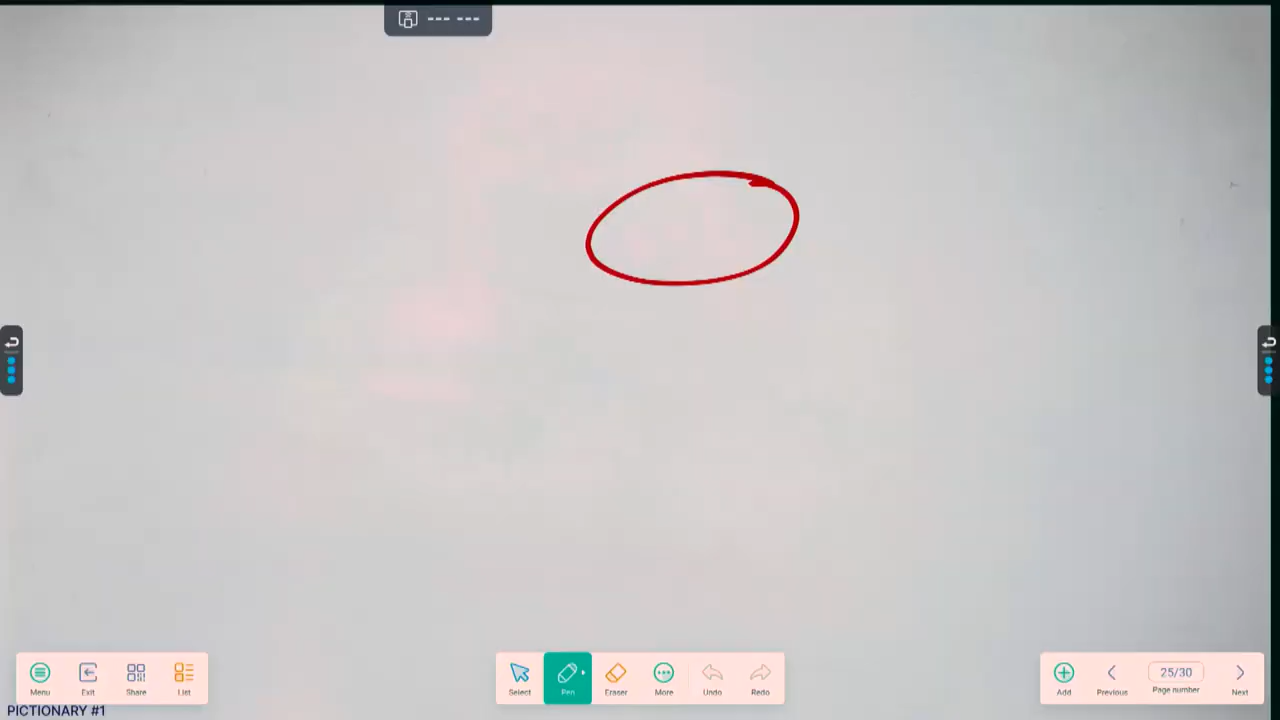 --- ---
Menu
Exit
Share
List
Select
Pen
Eraser
More
Undo
Redo
Add
Previous
25/30
Page number
Next
PICTIONARY #1